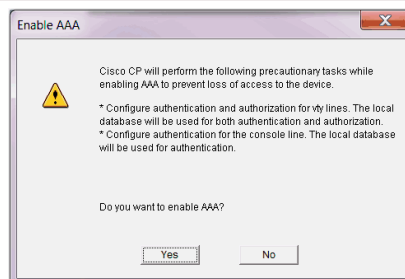 Enable AAA
Cisco CP will perform the following precautionary tasks while
enabling AAA to prevent loss of access to the device.
* Configure authentication and authorization for vty lines. The local
database will be used for both authentication and authorization.
* Configure authentication for the console line. The local database
will be used for authentication.
Do you want to enable AAA?
Yes No